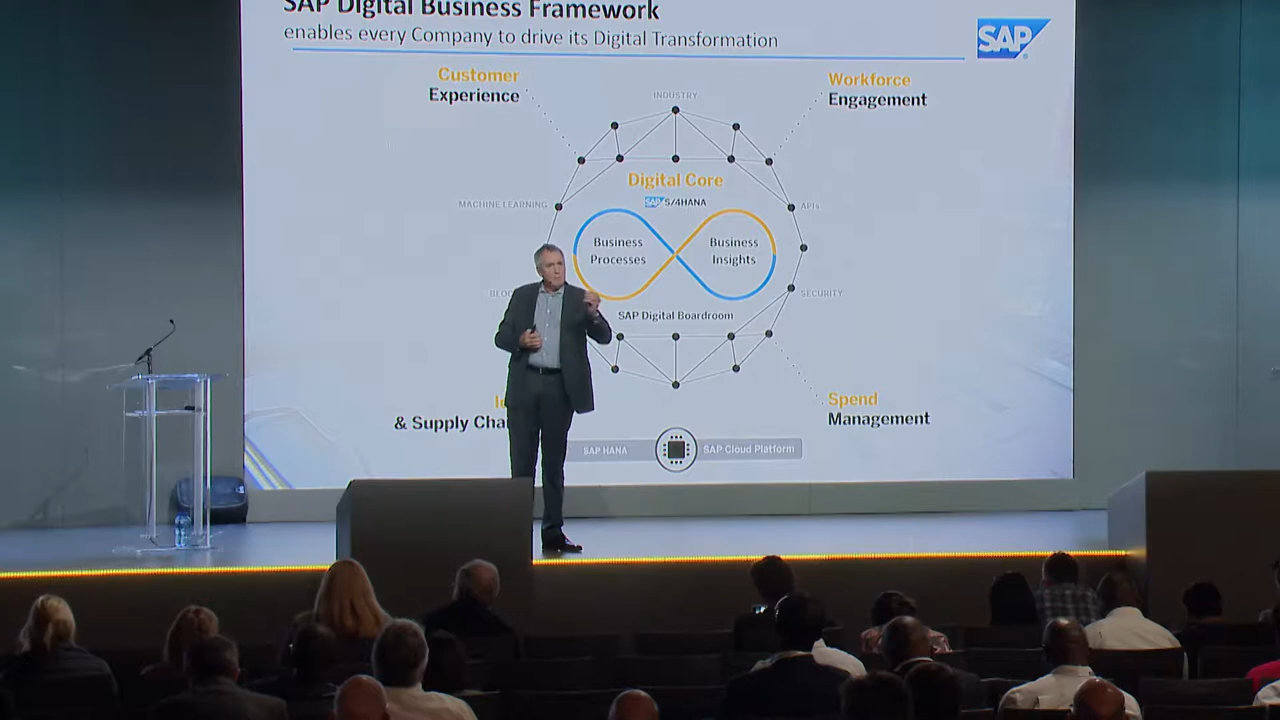 SAP Digital Business Framework
enables every Company to drive its Digital Transformation
SAP
Customer
Experience
Workforce
Engagement
INDUSTRY
Digital Core
SAP S/4HANA
MACHINE LEARNING
APIs
Business
Processes
Business
Insights
SECURITY
SAP Digital Boardroom
Spend
Management
& Supply
SAP HANA
SAP Cloud Platform